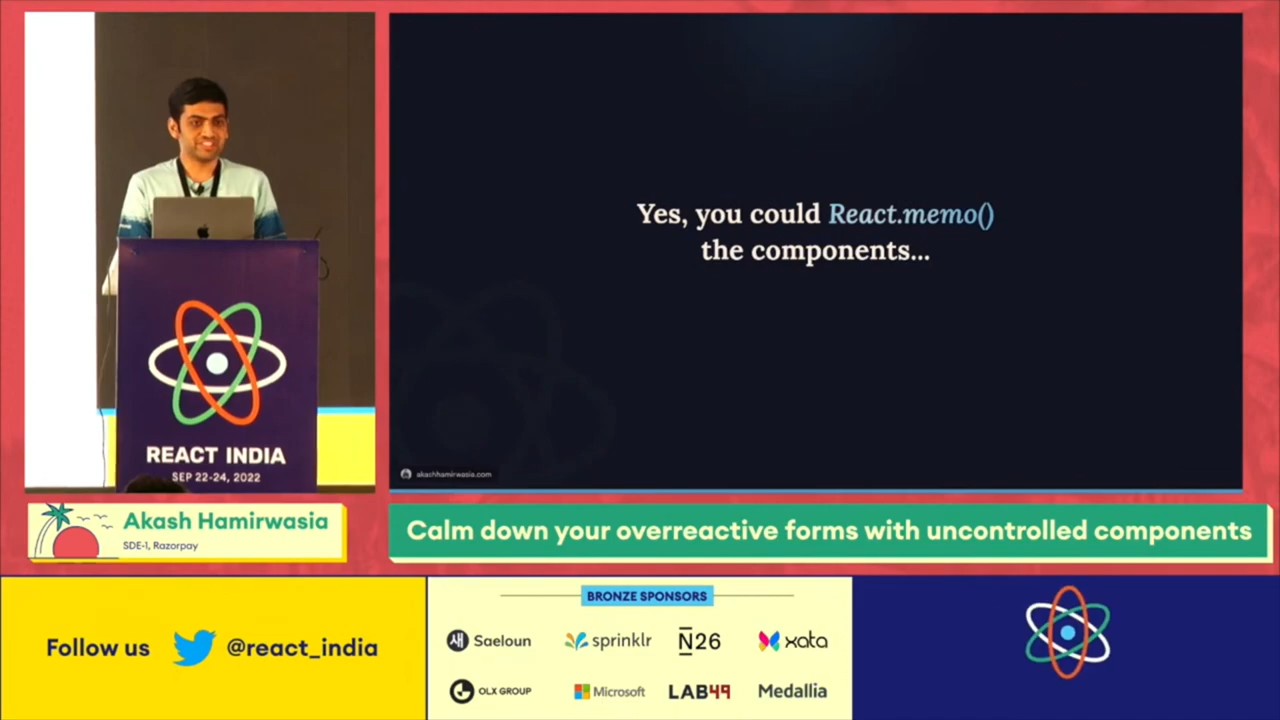 Yes, you could React.memo()
the components...
akashhamirwasia.com
REACT INDIA
SEP 22-24, 2022
Akash Hamirwasia
SDE-1, Razorpay
Calm down your overreactive forms with uncontrolled components
Follow us @react_india
BRONZE SPONSORS
새 Saeloun sprinklr N26 xata
OLX GROUP Microsoft LAB49 Medallia